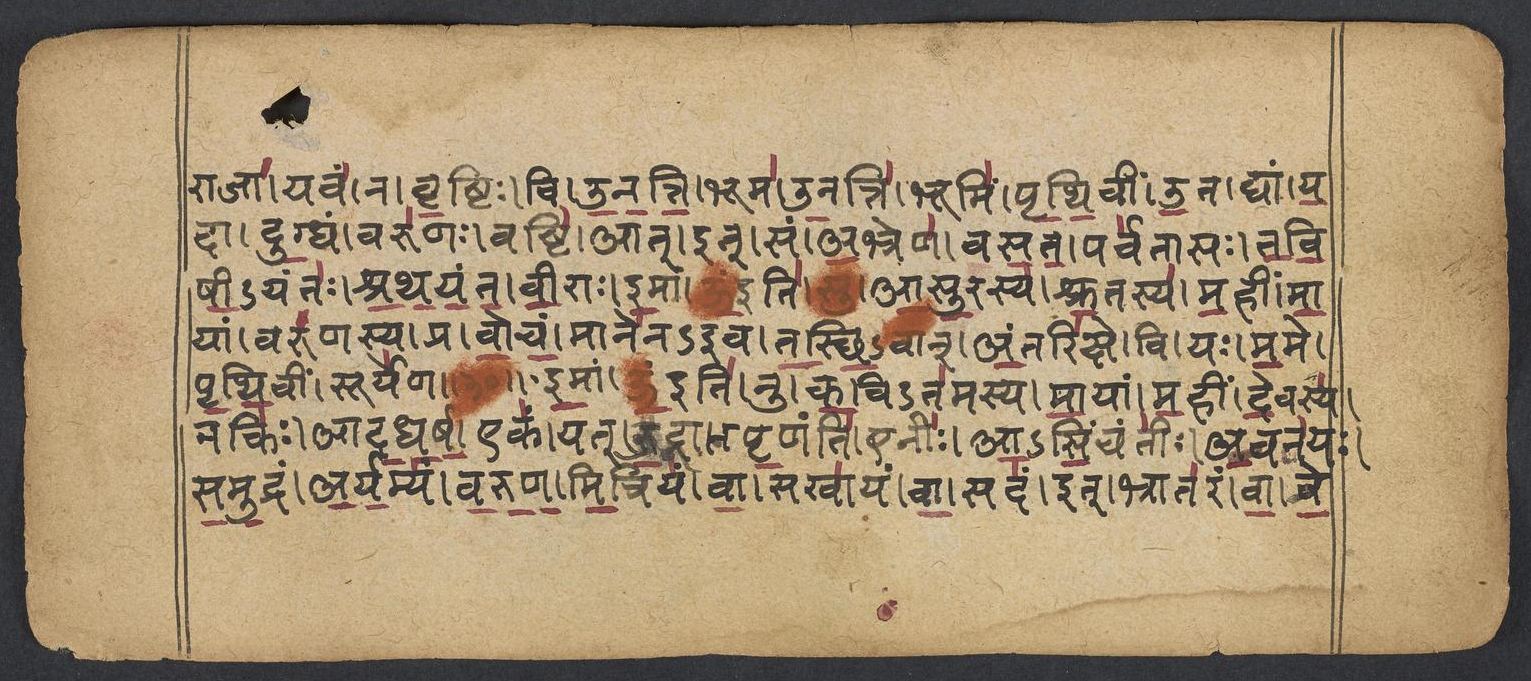 राजा।यवं।न।वृष्टिः।वि।उनत्ति।भूम।उनत्ति।भूमिं।पृथिवीं।उत।द्यां।य
दा।दुग्धं।वरुणः।वष्टि।आत्।इत्।सं।अभ्रेण।वसत।पर्वतासः।तवि
षीऽयंतः।श्रथयंत।वीराः।इमां।ऊं इति।सु।आसुरस्य।श्रुतस्य।महीं।मा
यां।वरुणस्य।प्र।वोचं।मानेनऽइव।तस्थिऽवान्।अंतरिक्षे।वि।यः।ममे।
पृथिवीं।सूर्येण।इमां।ऊं इति।नु।कविऽतमस्य।मायां।महीं।देवस्य।
नकिः।आ।दधर्ष।एकं।यत्।उद्ना।न।पृणंति।एनीः।आऽसिंचंतीः।अवनयः।
समुद्रं।अर्यम्यं।वरुण।मित्रियं।वा।सखायं।वा।सदं।इत्।भ्रातरं।वा।वे